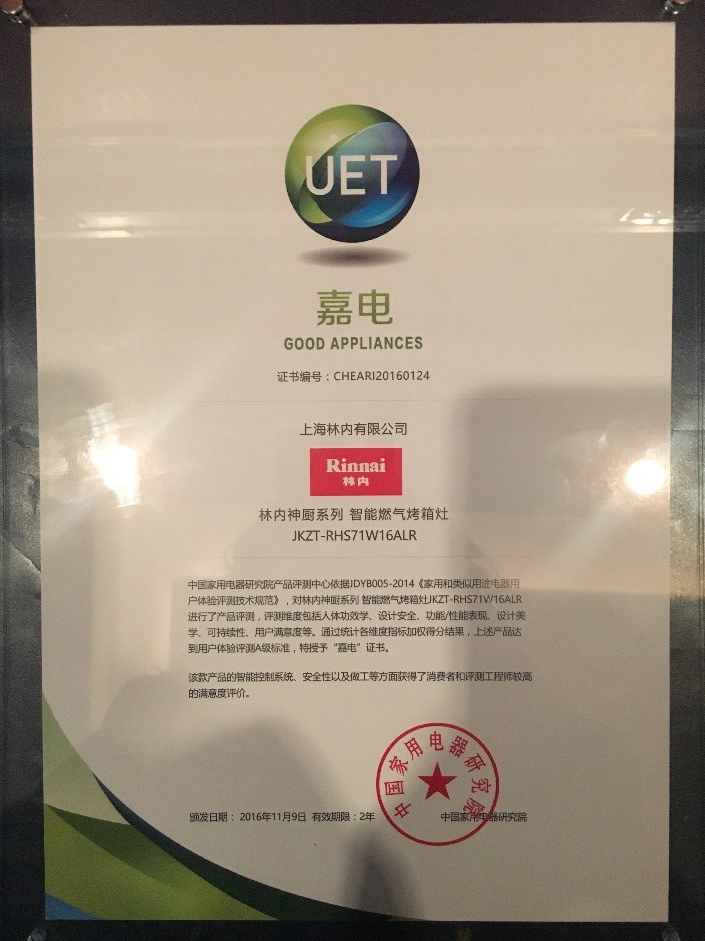 UET
嘉电
GOOD APPLIANCES
证书编号：CHEARI20160124
上海林内有限公司
Rinnai
林内
林内神厨系列 智能燃气烤箱灶
JKZT-RHS71W16ALR
中国家用电器研究院产品评测中心依据JDYB005-2014《家用和类似用途电器用
户体验评测技术规范》，对林内神厨系列 智能燃气烤箱灶JKZT-RHS71W16ALR
进行了产品评测，评测维度包括人体功效学、设计安全、功能/性能表现、设计美
学、可持续性、用户满意度等。通过统计各维度指标加权得分结果，上述产品达
到用户体验评测A级标准，特授予“嘉电”证书。
该款产品的智能控制系统、安全性以及做工等方面获得了消费者和评测工程师较高
的满意度评价。
中国家用电器研究院
颁发日期： 2016年11月9日 有效期限：2年
中国家用电器研究院